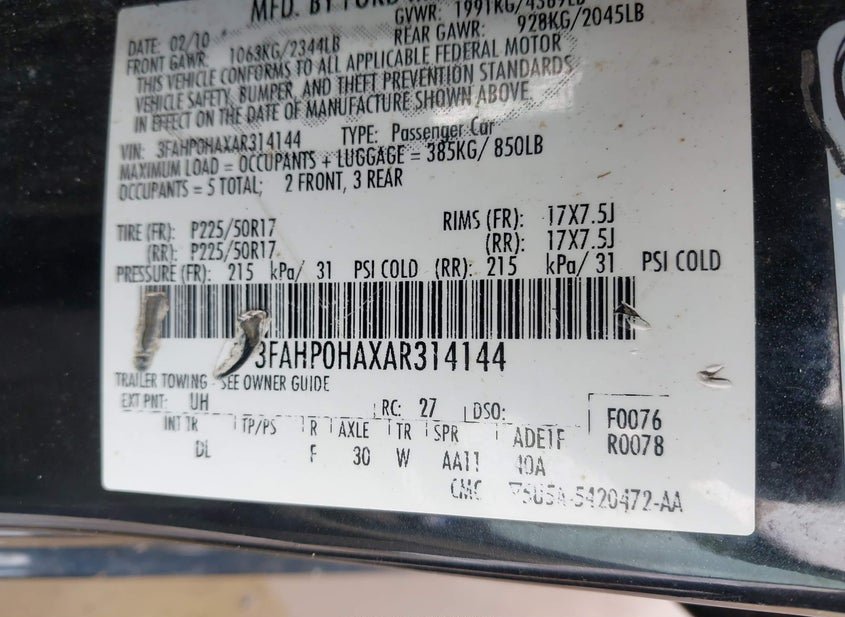 MFD. BY FORD
GVWR: 1991KG/4389LB
DATE: 02/10
REAR GAWR: 928KG/2045LB
FRONT GAWR: 1063KG/2344LB
THIS VEHICLE CONFORMS TO ALL APPLICABLE FEDERAL MOTOR
VEHICLE SAFETY, BUMPER, AND THEFT PREVENTION STANDARDS
IN EFFECT ON THE DATE OF MANUFACTURE SHOWN ABOVE.
VIN: 3FAHP0HAXAR314144 TYPE: Passenger Car
MAXIMUM LOAD = OCCUPANTS + LUGGAGE = 385KG/ 850LB
OCCUPANTS = 5 TOTAL; 2 FRONT, 3 REAR
TIRE (FR): P225/50R17 RIMS (FR): 17X7.5J
(RR): P225/50R17 (RR): 17X7.5J
PRESSURE (FR): 215 kPa/ 31 PSI COLD (RR): 215 kPa/ 31 PSI COLD
3FAHP0HAXAR314144
TRAILER TOWING - SEE OWNER GUIDE
EXT PNT: UH RC: 27 DSO: F0076
INT TR TP/PS R AXLE TR SPR ADE1F R0078
DL F 30 W AA11 40A
CMC 5U5A-5420472-AA